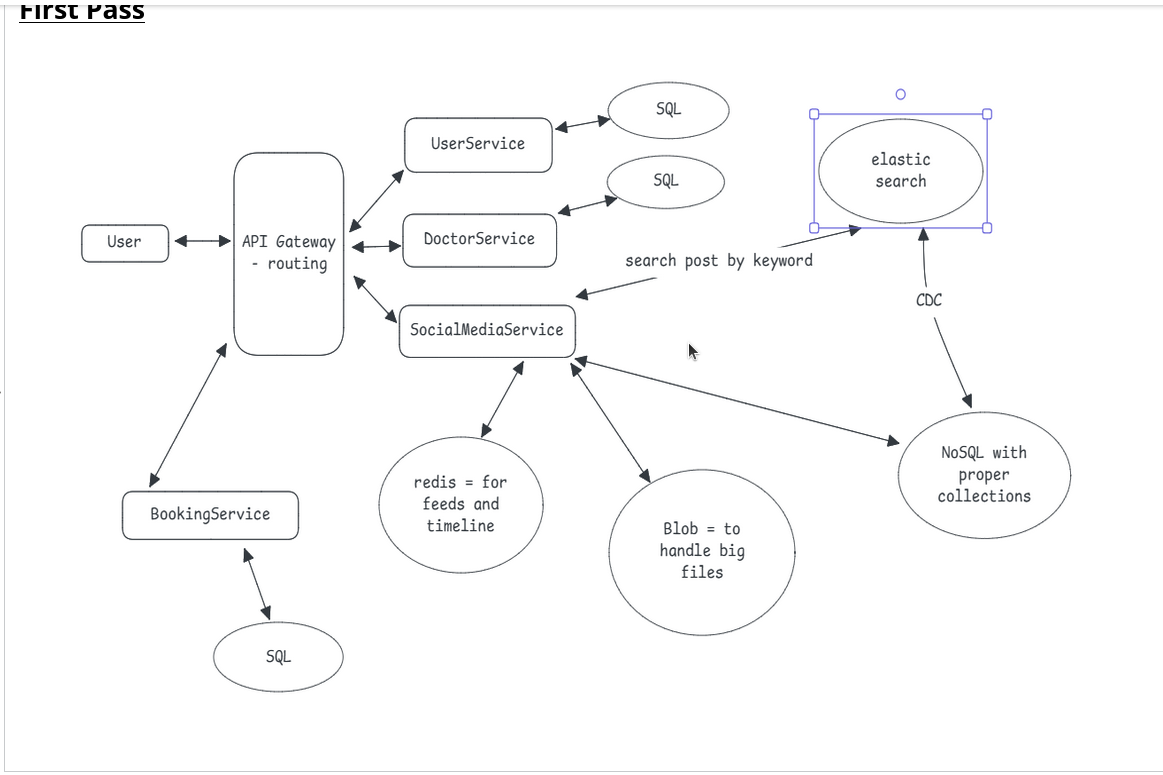 First Pass
SQL
UserService
elastic
search
SQL
User
API Gateway
- routing
DoctorService
search post by keyword
CDC
SocialMediaService
redis = for
feeds and
timeline
NoSQL with
proper
collections
BookingService
Blob = to
handle big
files
SQL